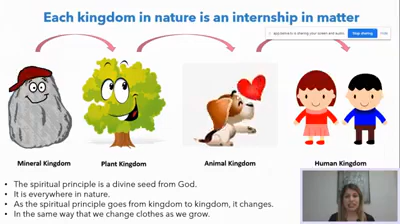 Each kingdom in nature is an internship in matter
Stop sharing
Hide
Mineral Kingdom
Plant Kingdom
Animal Kingdom
Human Kingdom
• The spiritual principle is a divine seed from God.
• It is everywhere in nature.
• As the spiritual principle goes from kingdom to kingdom, it changes.
• In the same way that we change clothes as we grow.